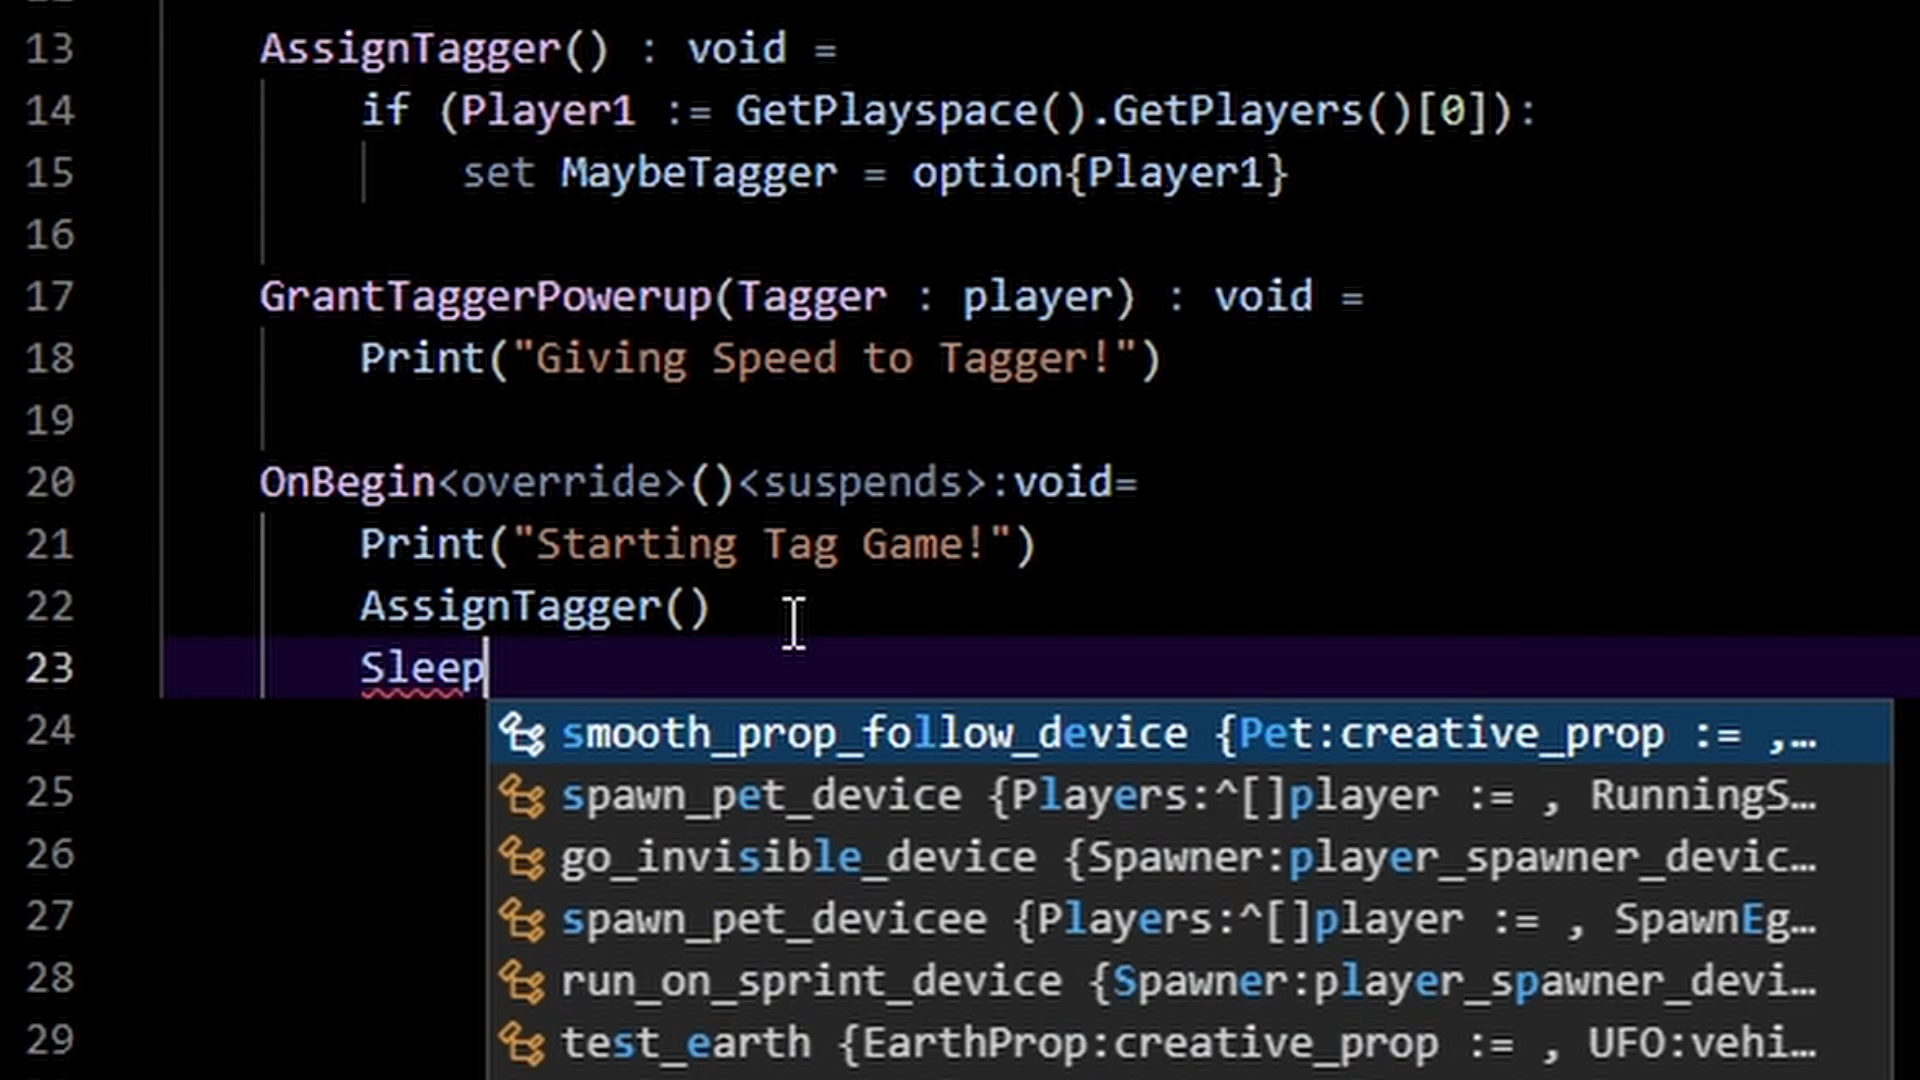 13 AssignTagger() : void =
14 if (Player1 := GetPlayspace().GetPlayers()[0]):
15 set MaybeTagger = option{Player1}
16
17 GrantTaggerPowerup(Tagger : player) : void =
18 Print("Giving Speed to Tagger!")
19
20 OnBegin<override>()<suspends>:void=
21 Print("Starting Tag Game!")
22 AssignTagger()
23 Sleep
24 smooth_prop_follow_device {Pet:creative_prop := ,…
25 spawn_pet_device {Players:^[]player := , RunningS…
26 go_invisible_device {Spawner:player_spawner_devic…
27 spawn_pet_devicee {Players:^[]player := , SpawnEg…
28 run_on_sprint_device {Spawner:player_spawner_devi…
29 test_earth {EarthProp:creative_prop := , UFO:vehi…